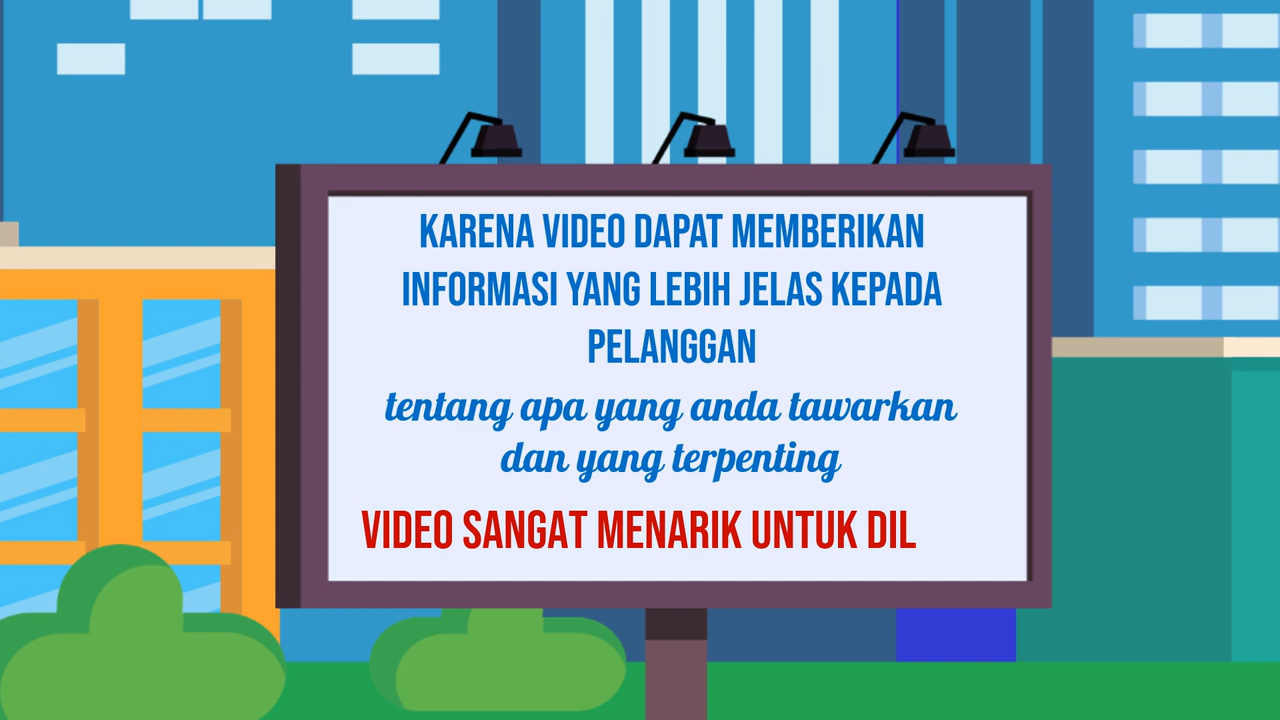 KARENA VIDEO DAPAT MEMBERIKAN
INFORMASI YANG LEBIH JELAS KEPADA
PELANGGAN
tentang apa yang anda tawarkan
dan yang terpenting
VIDEO SANGAT MENARIK UNTUK DIL